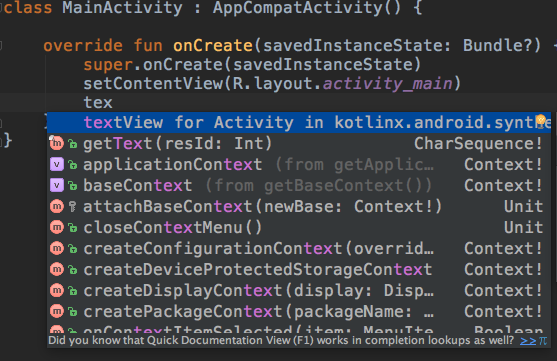 class MainActivity : AppCompatActivity() {
override fun onCreate(savedInstanceState: Bundle?) {
super.onCreate(savedInstanceState)
setContentView(R.layout.activity_main)
tex
textView for Activity in kotlinx.android.synthe
getText(resId: Int) CharSequence!
}
applicationContext (from getApplic… Context!
baseContext (from getBaseContext()) Context!
attachBaseContext(newBase: Context!) Unit
closeContextMenu() Unit
createConfigurationContext(overrid… Context!
createDeviceProtectedStorageContext Context!
createDisplayContext(display: Disp… Context!
createPackageContext(packageName: … Context!
onContextItemSelected(item: MenuIte… Boolean
Did you know that Quick Documentation View (F1) works in completion lookups as well? >> π